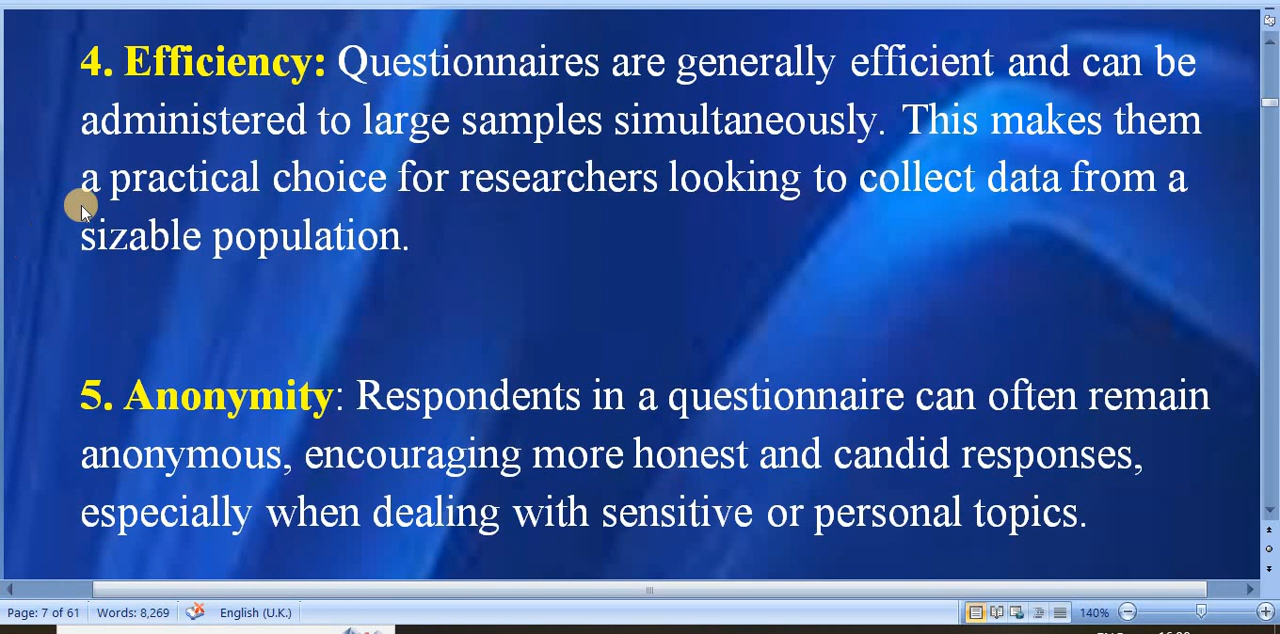 4. Efficiency: Questionnaires are generally efficient and can be
administered to large samples simultaneously. This makes them
a practical choice for researchers looking to collect data from a
sizable population.
5. Anonymity: Respondents in a questionnaire can often remain
anonymous, encouraging more honest and candid responses,
especially when dealing with sensitive or personal topics.
Page: 7 of 61 Words: 8,269 English (U.K.) 140%